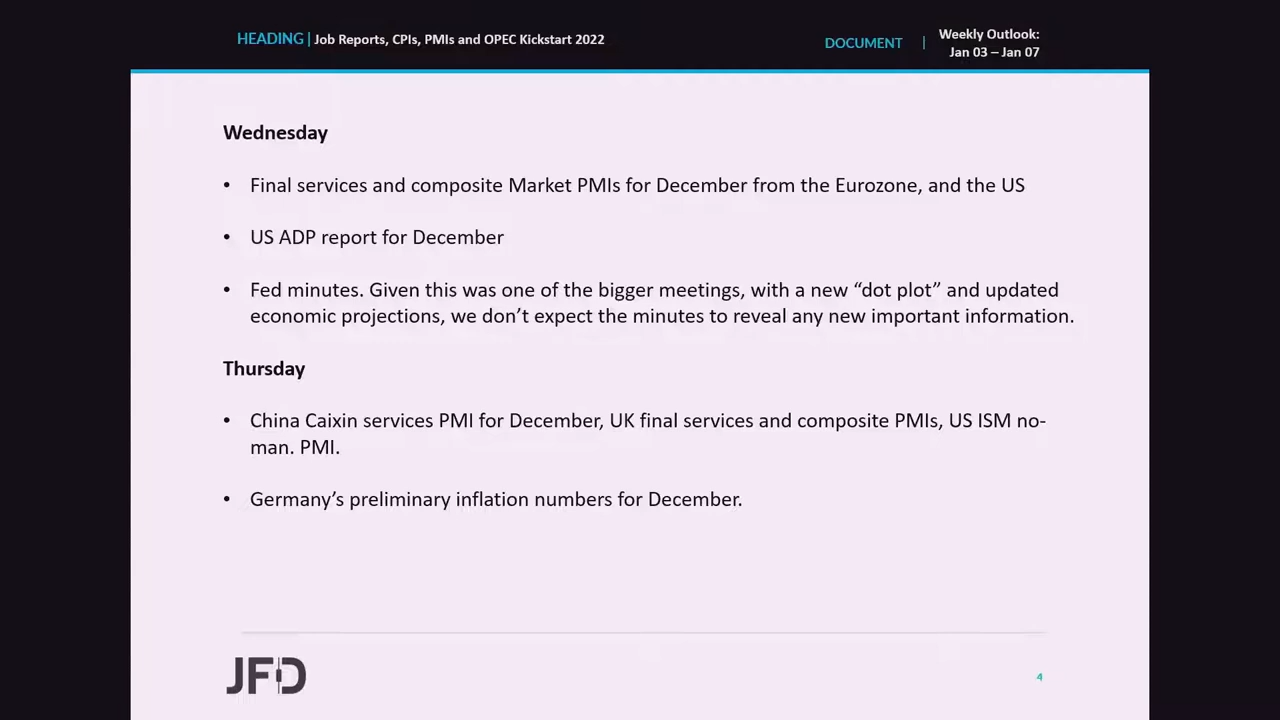 HEADING | Job Reports, CPIs, PMIs and OPEC Kickstart 2022
DOCUMENT | Weekly Outlook:
Jan 03 – Jan 07
Wednesday
• Final services and composite Market PMIs for December from the Eurozone, and the US
• US ADP report for December
• Fed minutes. Given this was one of the bigger meetings, with a new “dot plot” and updated
economic projections, we don’t expect the minutes to reveal any new important information.
Thursday
• China Caixin services PMI for December, UK final services and composite PMIs, US ISM no-
man. PMI.
• Germany’s preliminary inflation numbers for December.
JFD
4